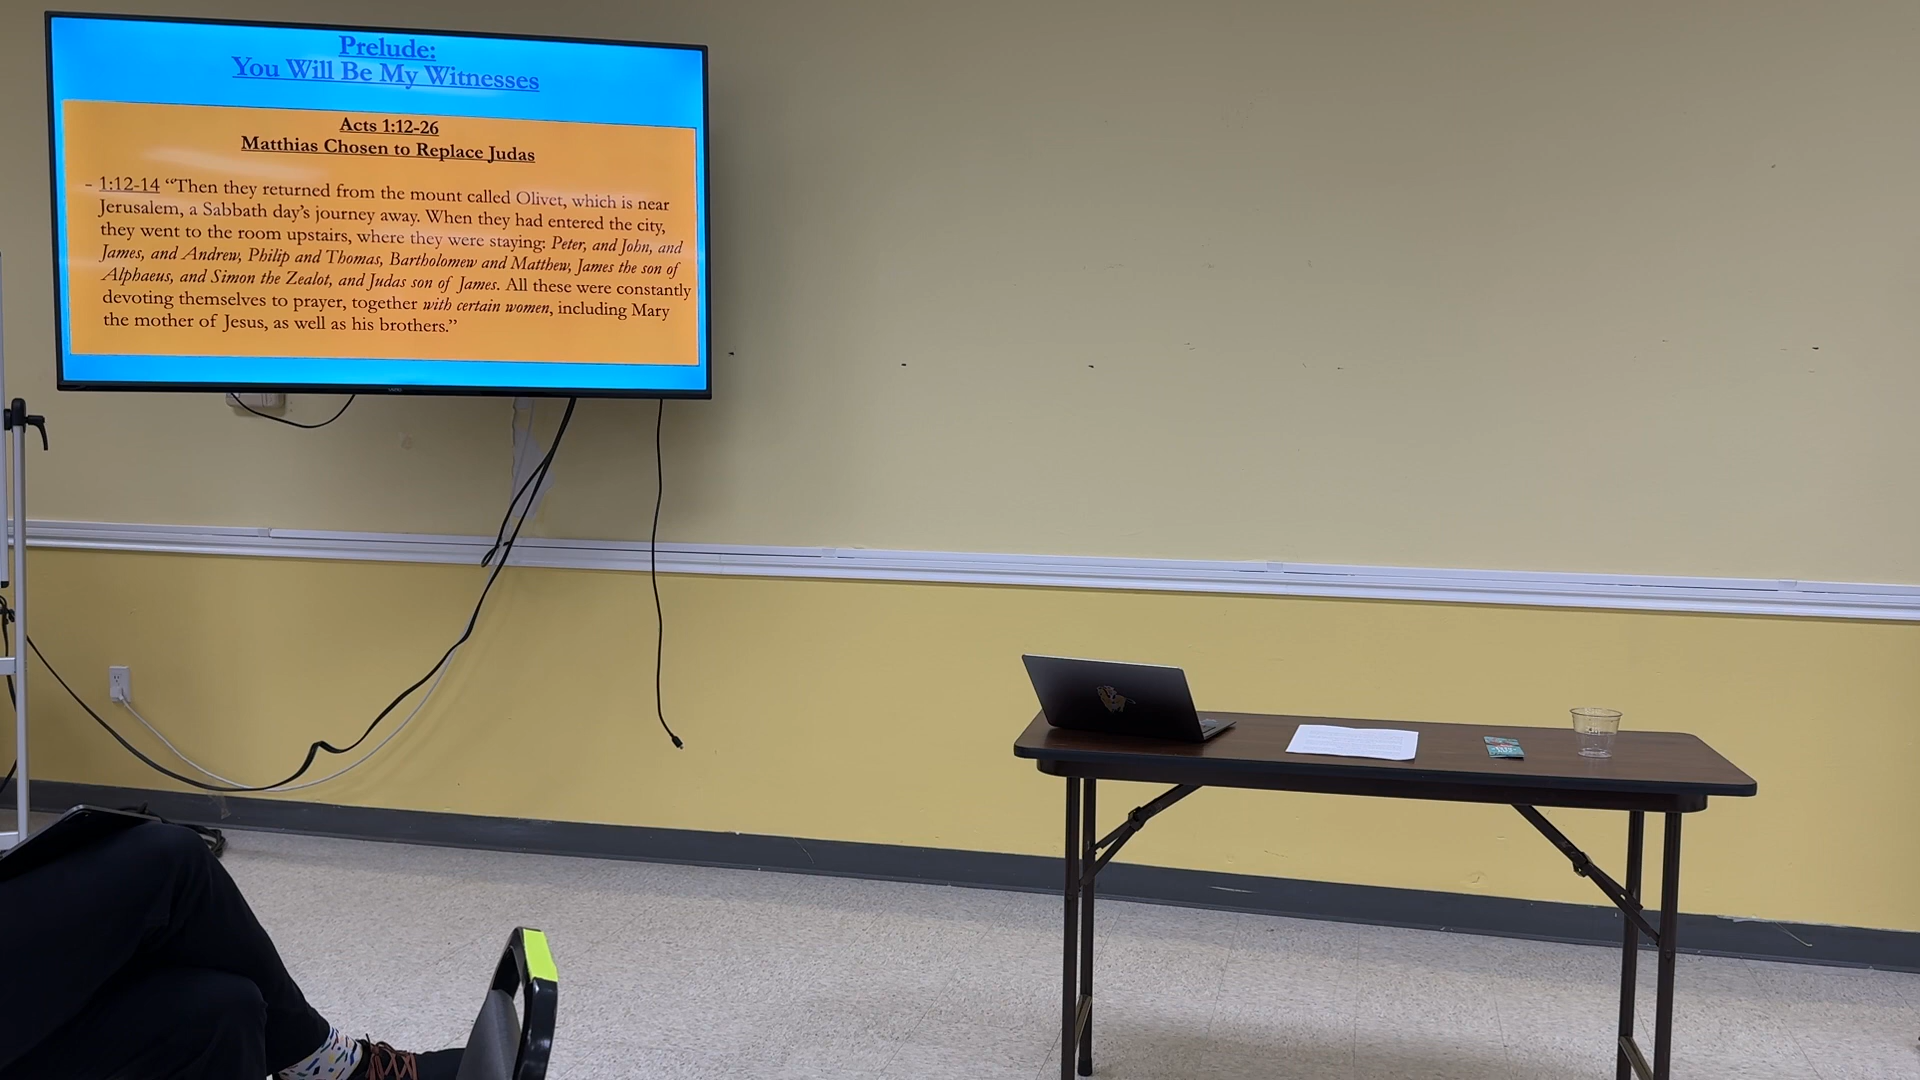 Prelude:
You Will Be My Witnesses
Acts 1:12-26
Matthias Chosen to Replace Judas
- 1:12-14 “Then they returned from the mount called Olivet, which is near
Jerusalem, a Sabbath day’s journey away. When they had entered the city,
they went to the room upstairs, where they were staying: Peter, and John, and
James, and Andrew, Philip and Thomas, Bartholomew and Matthew, James the son of
Alphaeus, and Simon the Zealot, and Judas son of James. All these were constantly
devoting themselves to prayer, together with certain women, including Mary
the mother of Jesus, as well as his brothers.”